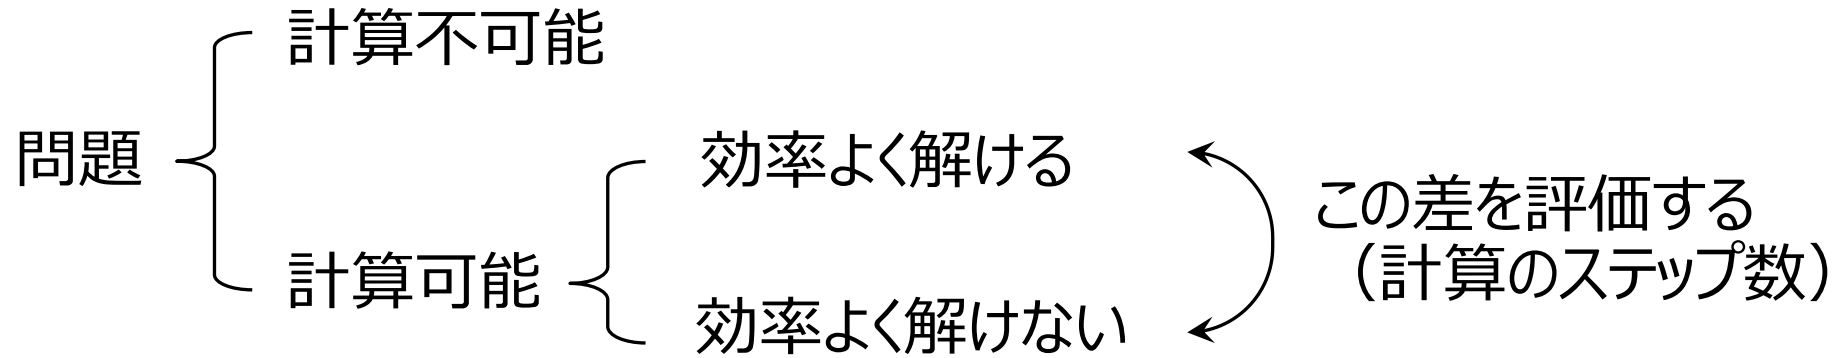 計算不可能
問題
効率よく解ける
この差を評価する
（計算のステップ数）
計算可能
効率よく解けない